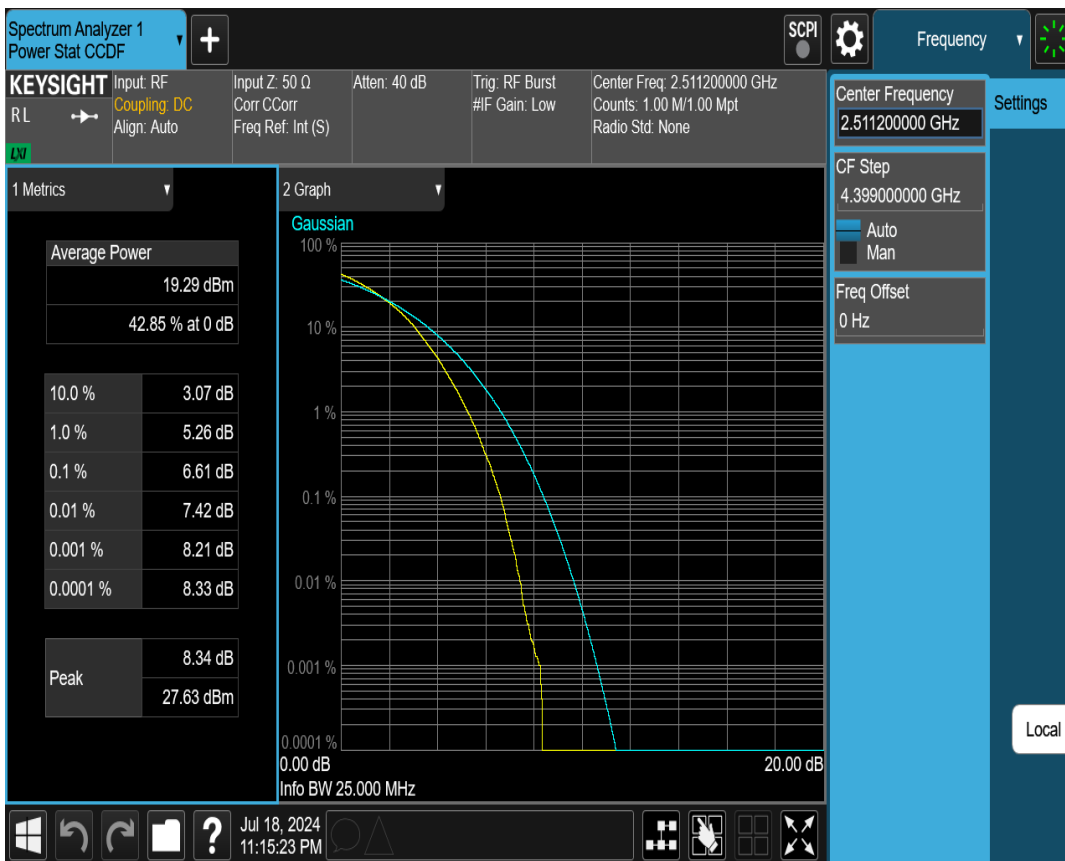 Spectrum Analyzer 1
Power Stat CCDF
+
SCPI
Frequency
KEYSIGHT
RL
LXI
Input: RF
Coupling: DC
Align: Auto
Input Z: 50 Ω
Corr CCorr
Freq Ref: Int (S)
Atten: 40 dB
Trig: RF Burst
#IF Gain: Low
Center Freq: 2.511200000 GHz
Counts: 1.00 M/1.00 Mpt
Radio Std: None
Center Frequency
2.511200000 GHz
Settings
CF Step
4.399000000 GHz
Auto
Man
Freq Offset
0 Hz
1 Metrics
Average Power
19.29 dBm
42.85 % at 0 dB
10.0 % 3.07 dB
1.0 % 5.26 dB
0.1 % 6.61 dB
0.01 % 7.42 dB
0.001 % 8.21 dB
0.0001 % 8.33 dB
Peak
8.34 dB
27.63 dBm
2 Graph
Gaussian
100 %
10 %
1 %
0.1 %
0.01 %
0.001 %
0.0001 %
0.00 dB 20.00 dB
Info BW 25.000 MHz
Local
?
Jul 18, 2024
11:15:23 PM